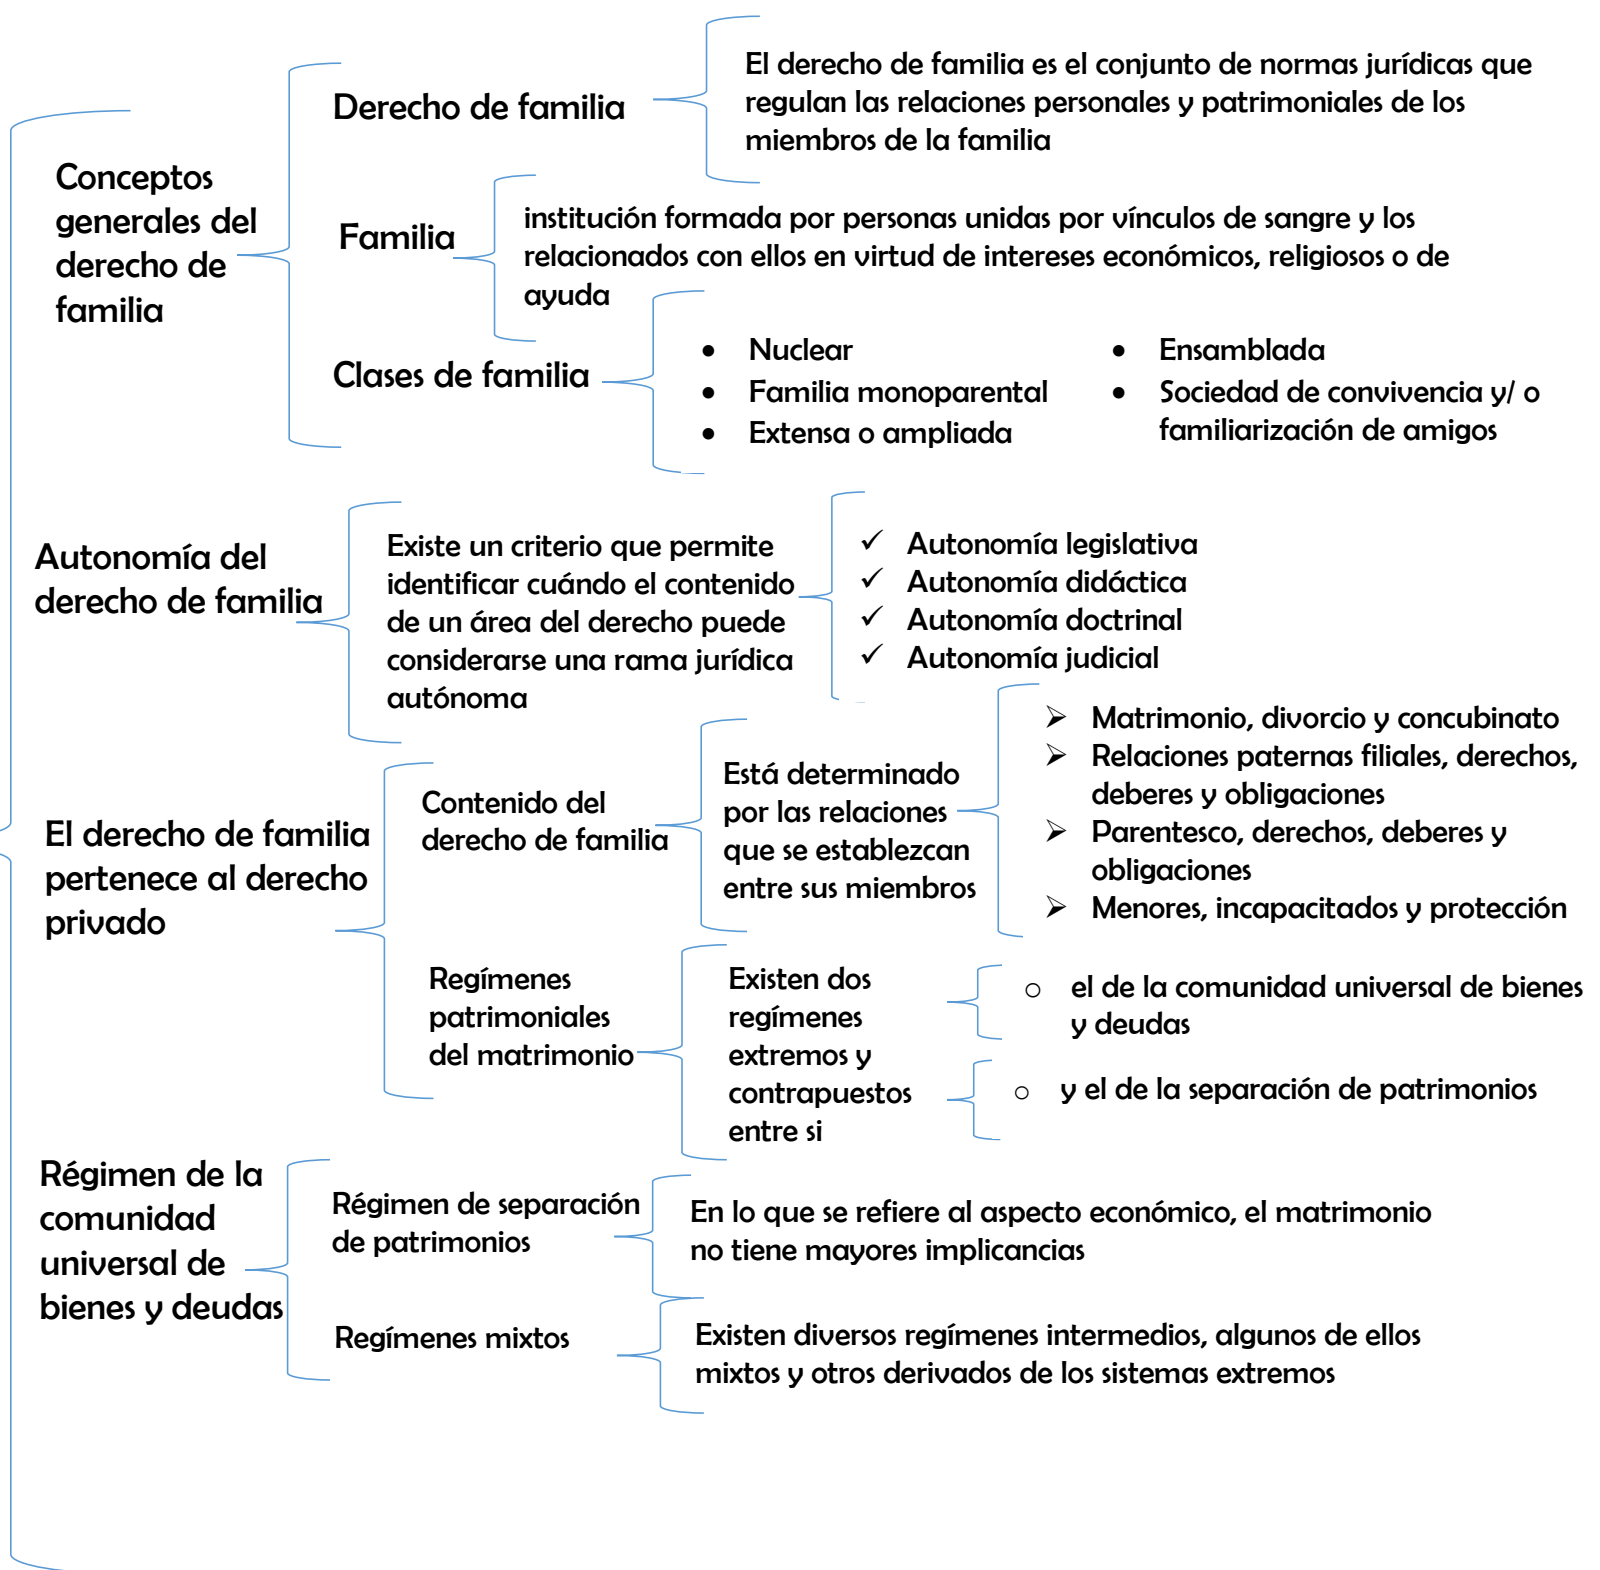 Conceptos
generales del
derecho de
familia
Derecho de familia
El derecho de familia es el conjunto de normas jurídicas que
regulan las relaciones personales y patrimoniales de los
miembros de la familia
Familia
institución formada por personas unidas por vínculos de sangre y los
relacionados con ellos en virtud de intereses económicos, religiosos o de
ayuda
Clases de familia
• Nuclear
• Familia monoparental
• Extensa o ampliada
• Ensamblada
• Sociedad de convivencia y/ o
familiarización de amigos
Autonomía del
derecho de familia
Existe un criterio que permite
identificar cuándo el contenido
de un área del derecho puede
considerarse una rama jurídica
autónoma
✓ Autonomía legislativa
✓ Autonomía didáctica
✓ Autonomía doctrinal
✓ Autonomía judicial
El derecho de familia
pertenece al derecho
privado
Contenido del
derecho de familia
Está determinado
por las relaciones
que se establezcan
entre sus miembros
➢ Matrimonio, divorcio y concubinato
➢ Relaciones paternas filiales, derechos,
deberes y obligaciones
➢ Parentesco, derechos, deberes y
obligaciones
➢ Menores, incapacitados y protección
Regímenes
patrimoniales
del matrimonio
Existen dos
regímenes
extremos y
contrapuestos
entre si
o el de la comunidad universal de bienes
y deudas
o y el de la separación de patrimonios
Régimen de la
comunidad
universal de
bienes y deudas
Régimen de separación
de patrimonios
En lo que se refiere al aspecto económico, el matrimonio
no tiene mayores implicancias
Regímenes mixtos
Existen diversos regímenes intermedios, algunos de ellos
mixtos y otros derivados de los sistemas extremos